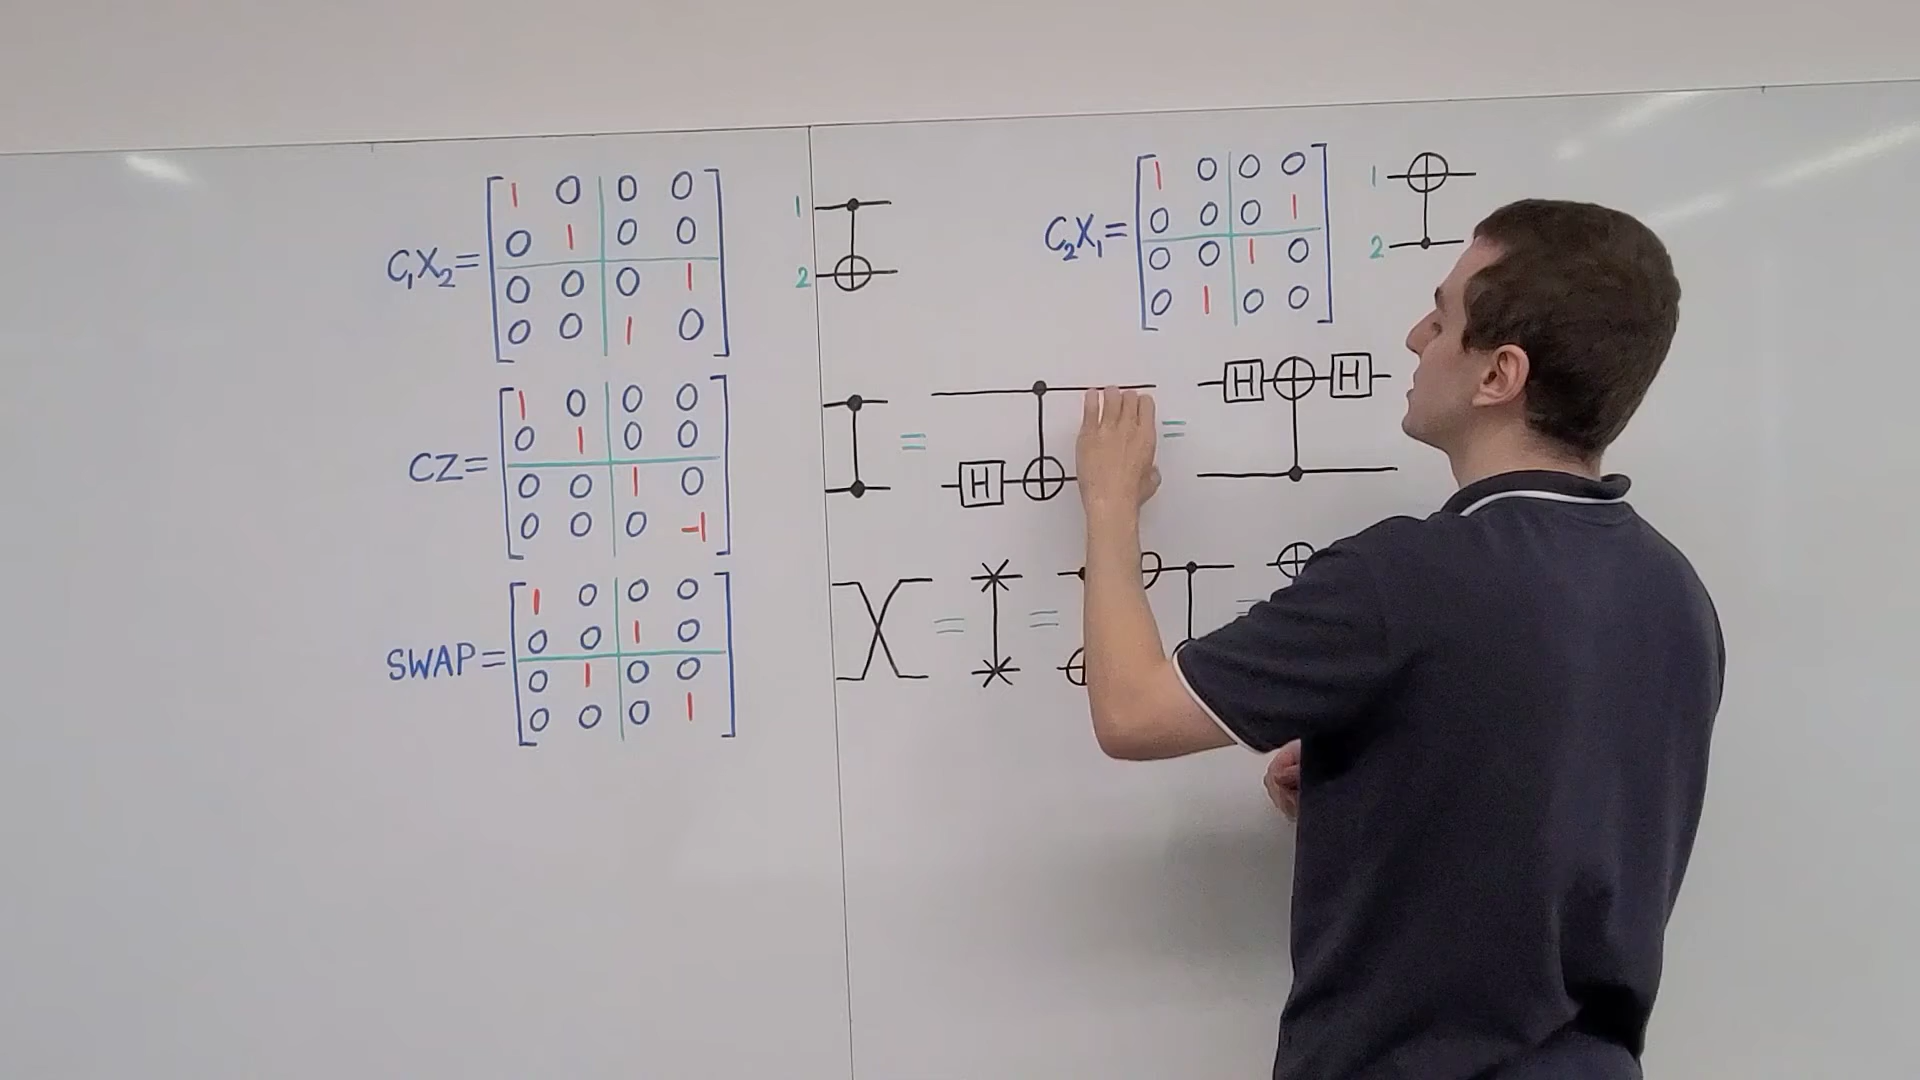 C₁X₂= [1 0 0 0
0 1 0 0
0 0 0 1
0 0 1 0]
1
2
C₂X₁= [1 0 0 0
0 0 0 1
0 0 1 0
0 1 0 0]
1
2
CZ= [1 0 0 0
0 1 0 0
0 0 1 0
0 0 0 -1]
= H = H H
SWAP= [1 0 0 0
0 0 1 0
0 1 0 0
0 0 0 1]
= = =